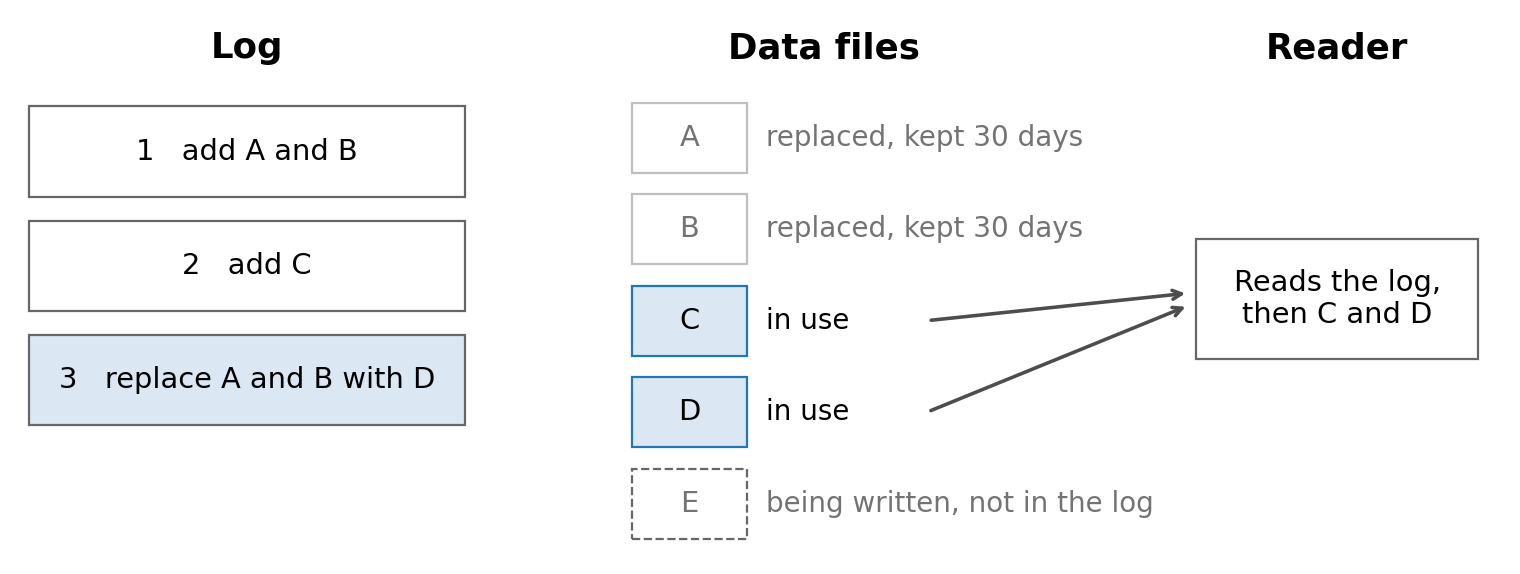 Log
Data files
Reader
1 add A and B
2 add C
3 replace A and B with D
A replaced, kept 30 days
B replaced, kept 30 days
C in use
D in use
E being written, not in the log
Reads the log,
then C and D